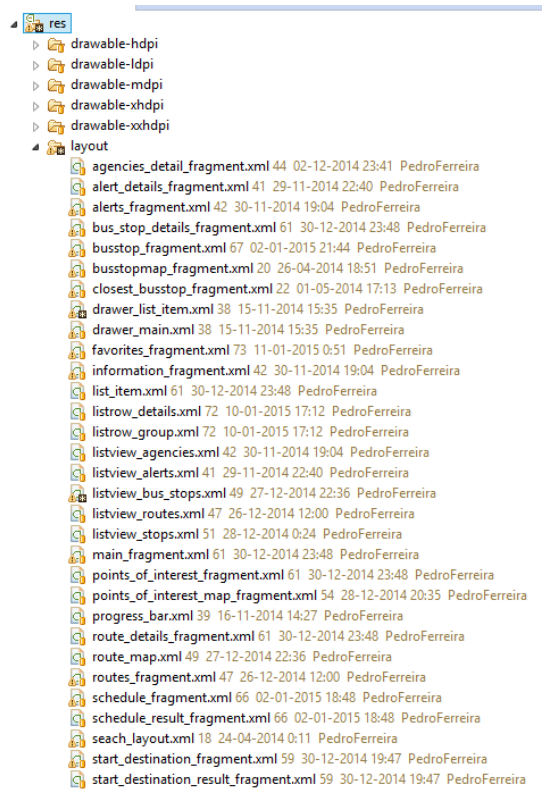 res
drawable-hdpi
drawable-ldpi
drawable-mdpi
drawable-xhdpi
drawable-xxhdpi
layout
agencies_detail_fragment.xml 44 02-12-2014 23:41 PedroFerreira
alert_details_fragment.xml 41 29-11-2014 22:40 PedroFerreira
alerts_fragment.xml 42 30-11-2014 19:04 PedroFerreira
bus_stop_details_fragment.xml 61 30-12-2014 23:48 PedroFerreira
busstop_fragment.xml 67 02-01-2015 21:44 PedroFerreira
busstopmap_fragment.xml 20 26-04-2014 18:51 PedroFerreira
closest_busstop_fragment.xml 22 01-05-2014 17:13 PedroFerreira
drawer_list_item.xml 38 15-11-2014 15:35 PedroFerreira
drawer_main.xml 38 15-11-2014 15:35 PedroFerreira
favorites_fragment.xml 73 11-01-2015 0:51 PedroFerreira
information_fragment.xml 42 30-11-2014 19:04 PedroFerreira
list_item.xml 61 30-12-2014 23:48 PedroFerreira
listrow_details.xml 72 10-01-2015 17:12 PedroFerreira
listrow_group.xml 72 10-01-2015 17:12 PedroFerreira
listview_agencies.xml 42 30-11-2014 19:04 PedroFerreira
listview_alerts.xml 41 29-11-2014 22:40 PedroFerreira
listview_bus_stops.xml 49 27-12-2014 22:36 PedroFerreira
listview_routes.xml 47 26-12-2014 12:00 PedroFerreira
listview_stops.xml 51 28-12-2014 0:24 PedroFerreira
main_fragment.xml 61 30-12-2014 23:48 PedroFerreira
points_of_interest_fragment.xml 61 30-12-2014 23:48 PedroFerreira
points_of_interest_map_fragment.xml 54 28-12-2014 20:35 PedroFerreira
progress_bar.xml 39 16-11-2014 14:27 PedroFerreira
route_details_fragment.xml 61 30-12-2014 23:48 PedroFerreira
route_map.xml 49 27-12-2014 22:36 PedroFerreira
routes_fragment.xml 47 26-12-2014 12:00 PedroFerreira
schedule_fragment.xml 66 02-01-2015 18:48 PedroFerreira
schedule_result_fragment.xml 66 02-01-2015 18:48 PedroFerreira
seach_layout.xml 18 24-04-2014 0:11 PedroFerreira
start_destination_fragment.xml 59 30-12-2014 19:47 PedroFerreira
start_destination_result_fragment.xml 59 30-12-2014 19:47 PedroFerreira